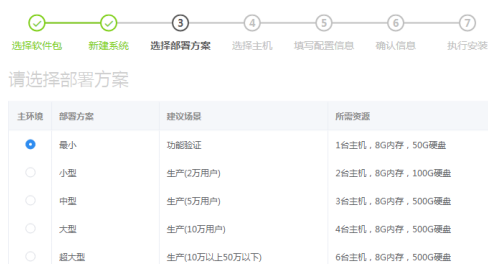 3 4 5 6 7
选择软件包 新建系统 选择部署方案 选择主机 填写配置信息 确认信息 执行安装
请选择部署方案
主环境 部署方案 建议场景 所需资源
最小 功能验证 1台主机，8G内存，50G硬盘
小型 生产(2万用户) 2台主机，8G内存，100G硬盘
中型 生产(5万用户) 3台主机，8G内存，500G硬盘
大型 生产(10万用户) 4台主机，8G内存，500G硬盘
超大型 生产(10万以上50万以下) 6台主机，8G内存，500G硬盘